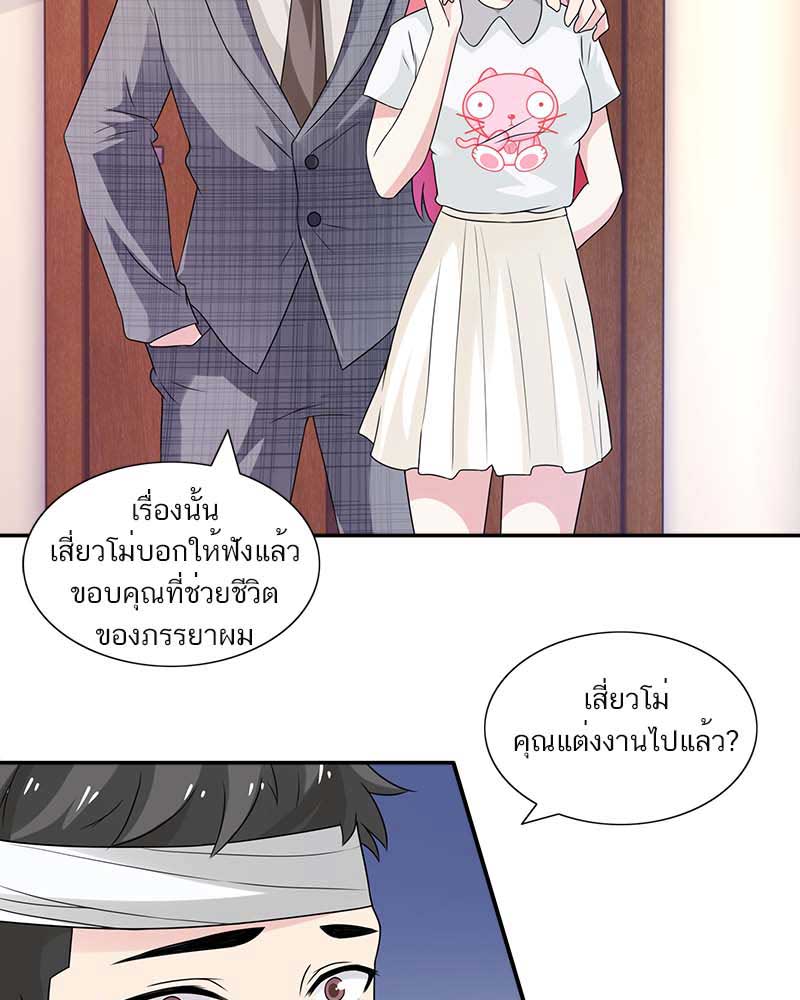 เรื่องนั้น
เสี่ยวโม่บอกให้ฟังแล้ว
ขอบคุณที่ช่วยชีวิต
ของภรรยาผม
เสี่ยวโม่
คุณแต่งงานไปแล้ว?